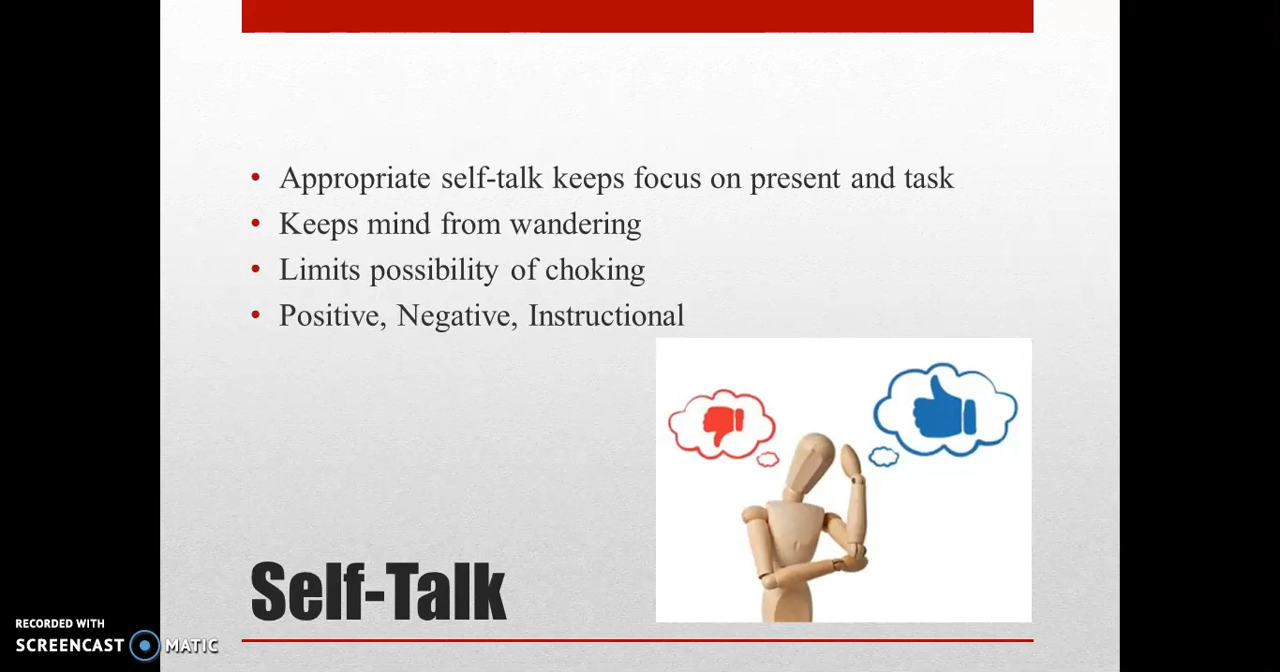 • Appropriate self-talk keeps focus on present and task
• Keeps mind from wandering
• Limits possibility of choking
• Positive, Negative, Instructional
Self-Talk
RECORDED WITH
SCREENCAST MATIC